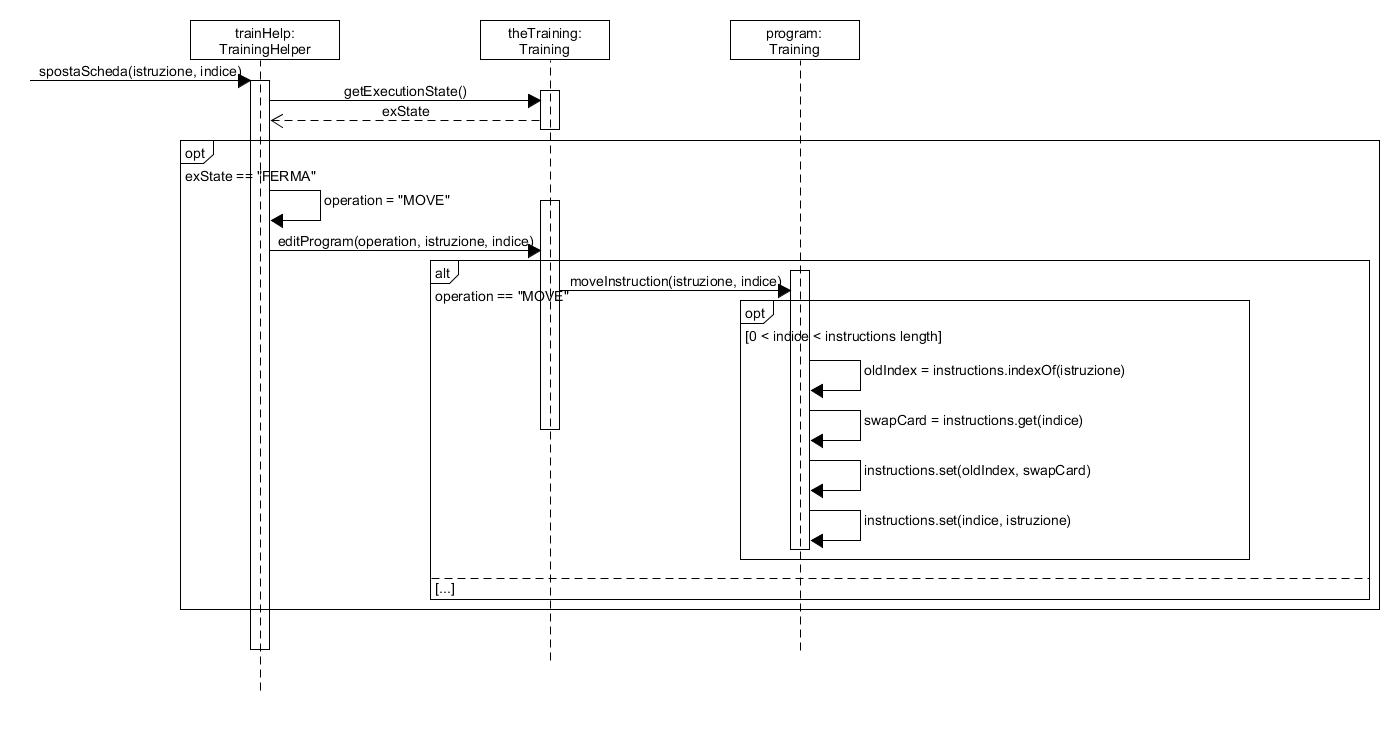 trainHelp:
TrainingHelper
theTraining:
Training
program:
Training
spostaScheda(istruzione, indice)
getExecutionState()
exState
opt
exState == "FERMA"
operation = "MOVE"
editProgram(operation, istruzione, indice)
alt
moveInstruction(istruzione, indice)
operation == "MOVE"
opt
[0 < indice < instructions length]
oldIndex = instructions.indexOf(istruzione)
swapCard = instructions.get(indice)
instructions.set(oldIndex, swapCard)
instructions.set(indice, istruzione)
[...]